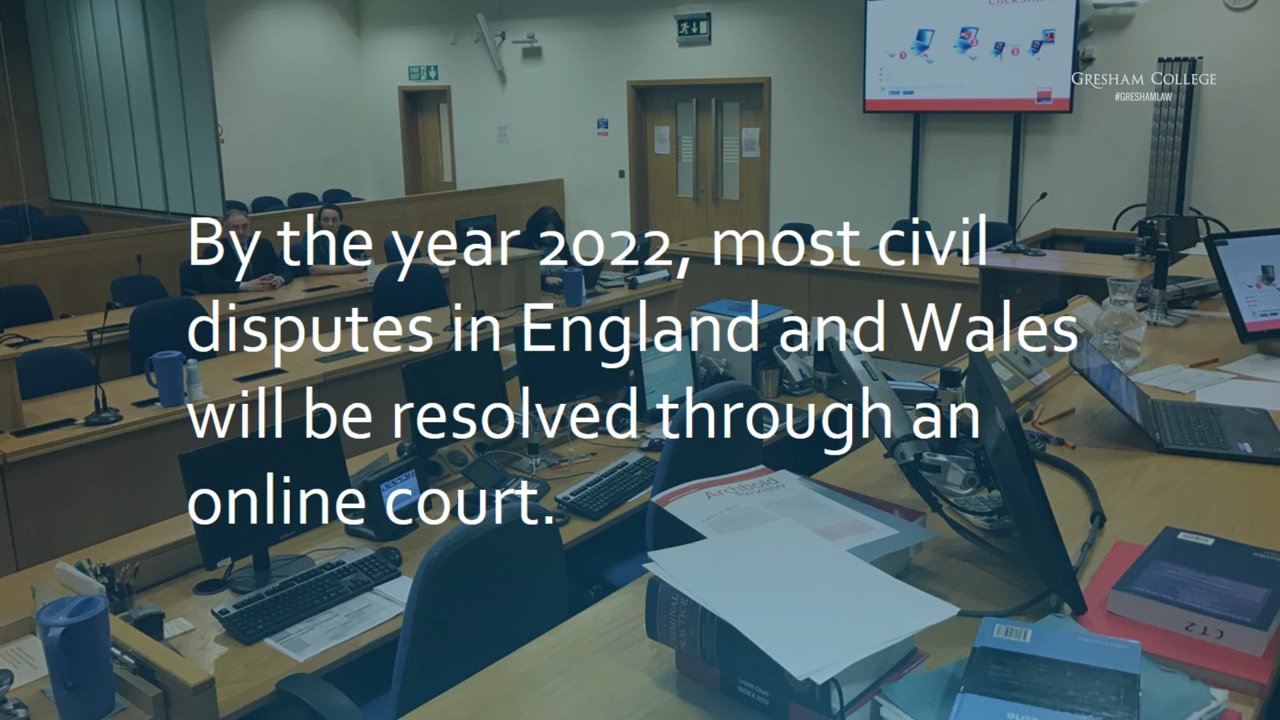 GRESHAM COLLEGE
#GRESHAMLAW
By the year 2022, most civil
disputes in England and Wales
will be resolved through an
online court.
Archbold
Review
CT2